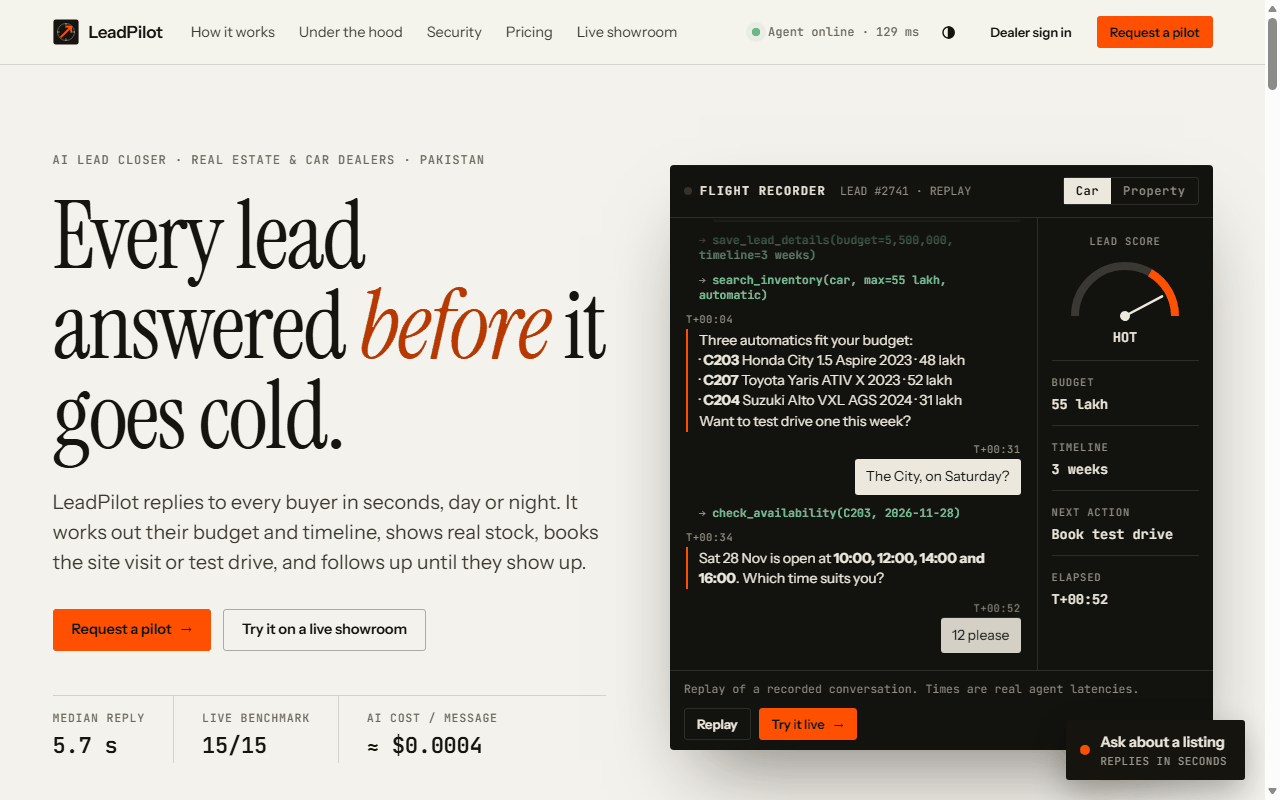 LeadPilot
How it works
Under the hood
Security
Pricing
Live showroom
Agent online · 129 ms
Dealer sign in
Request a pilot
AI LEAD CLOSER · REAL ESTATE & CAR DEALERS · PAKISTAN
Every lead
answered before it
goes cold.
LeadPilot replies to every buyer in seconds, day or night. It
works out their budget and timeline, shows real stock, books
the site visit or test drive, and follows up until they show up.
Request a pilot →
Try it on a live showroom
MEDIAN REPLY
5.7 s
LIVE BENCHMARK
15/15
AI COST / MESSAGE
≈ $0.0004
FLIGHT RECORDER
LEAD #2741 · REPLAY
Car
Property
→ save_lead_details(budget=5,500,000,
timeline=3 weeks)
→ search_inventory(car, max=55 lakh,
automatic)
T+00:04
Three automatics fit your budget:
· C203 Honda City 1.5 Aspire 2023 · 48 lakh
· C207 Toyota Yaris ATIV X 2023 · 52 lakh
· C204 Suzuki Alto VXL AGS 2024 · 31 lakh
Want to test drive one this week?
T+00:31
The City, on Saturday?
→ check_availability(C203, 2026-11-28)
T+00:34
Sat 28 Nov is open at 10:00, 12:00, 14:00 and
16:00. Which time suits you?
T+00:52
12 please
LEAD SCORE
HOT
BUDGET
55 lakh
TIMELINE
3 weeks
NEXT ACTION
Book test drive
ELAPSED
T+00:52
Replay of a recorded conversation. Times are real agent latencies.
Replay
Try it live →
Ask about a listing
REPLIES IN SECONDS